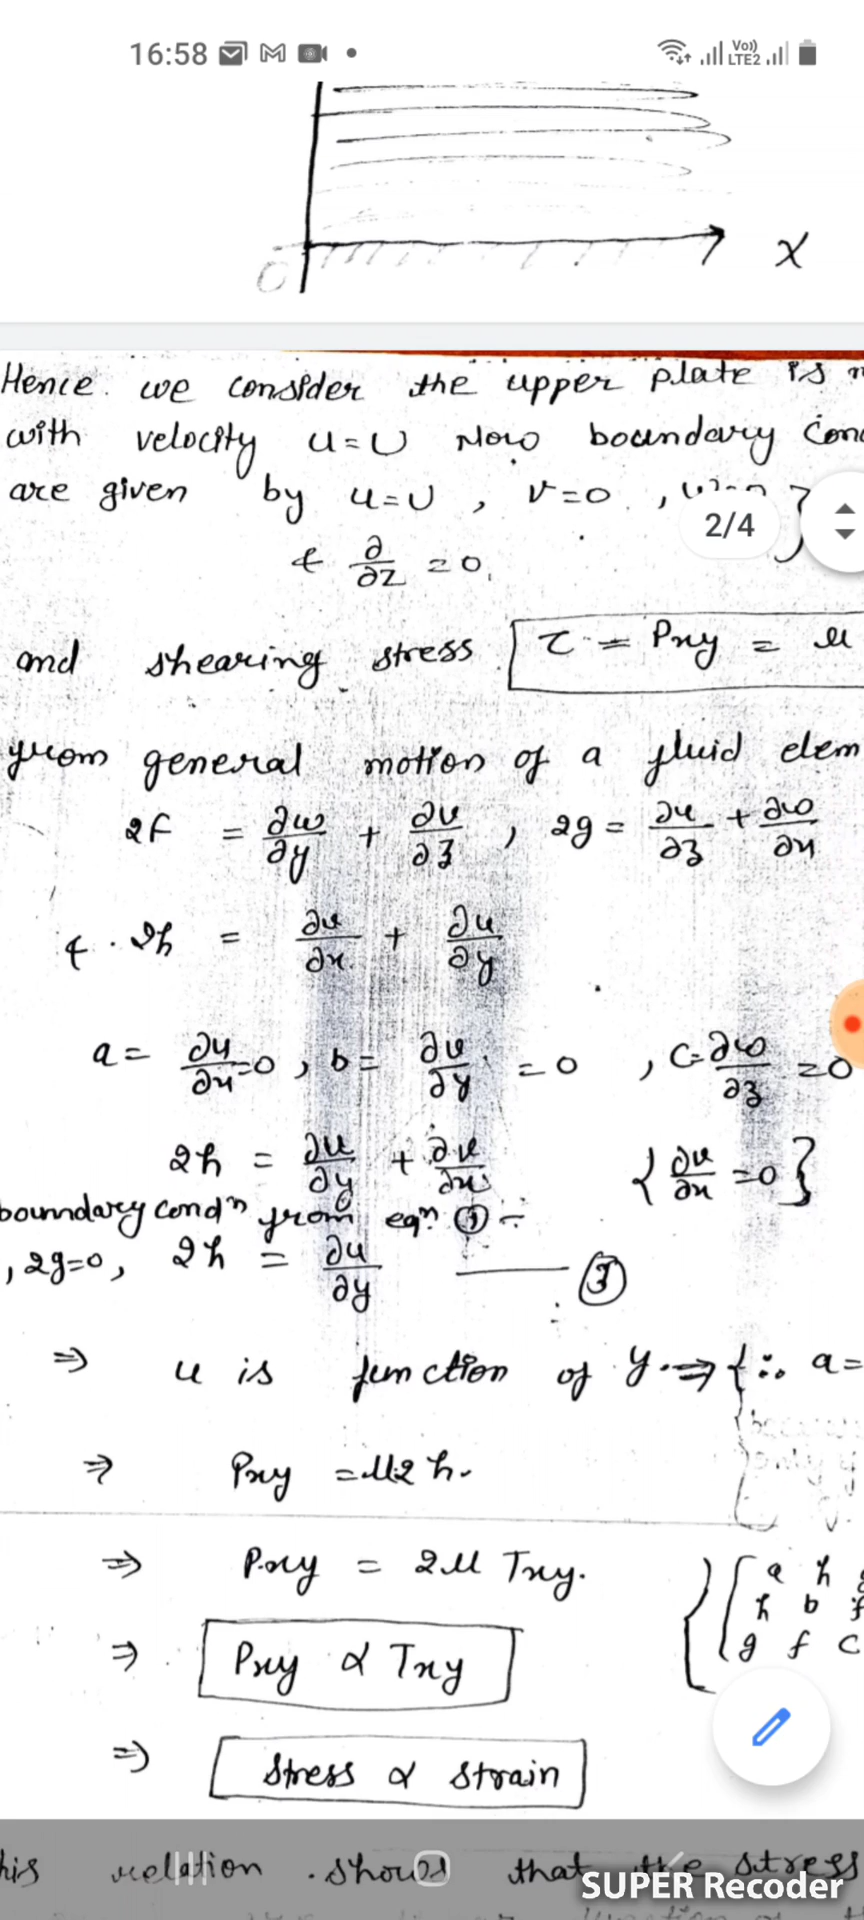 16:58
Vo))
LTE2
O
X
Hence we consider the upper plate is
with velocity u=U Now boundary
are given by u=U, v=0,
2/4
& ∂/∂z = 0,
and shearing stress τ = Pxy = μ
from general motion of a fluid
2f = ∂w/∂y + ∂v/∂z , 2g = ∂u/∂z + ∂w/∂x
& 2h = ∂v/∂x + ∂u/∂y
a = ∂u/∂x = 0 , b = ∂v/∂y = 0 , C = ∂w/∂z = 0
2h = ∂u/∂y + ∂v/∂x {∂v/∂x = 0}
boundary condⁿ from eqⁿ ① :-
, 2g=0, 2h = ∂u/∂y — ③
⇒ u is function of y ⇒ {∵ a=
only y
⇒ Pxy = μ2h.
⇒ Pxy = 2μ Txy.
a h g
h b f
g f c
⇒ Pxy ∝ Txy
⇒ Stress ∝ Strain
relation shows that the stress
SUPER Recoder